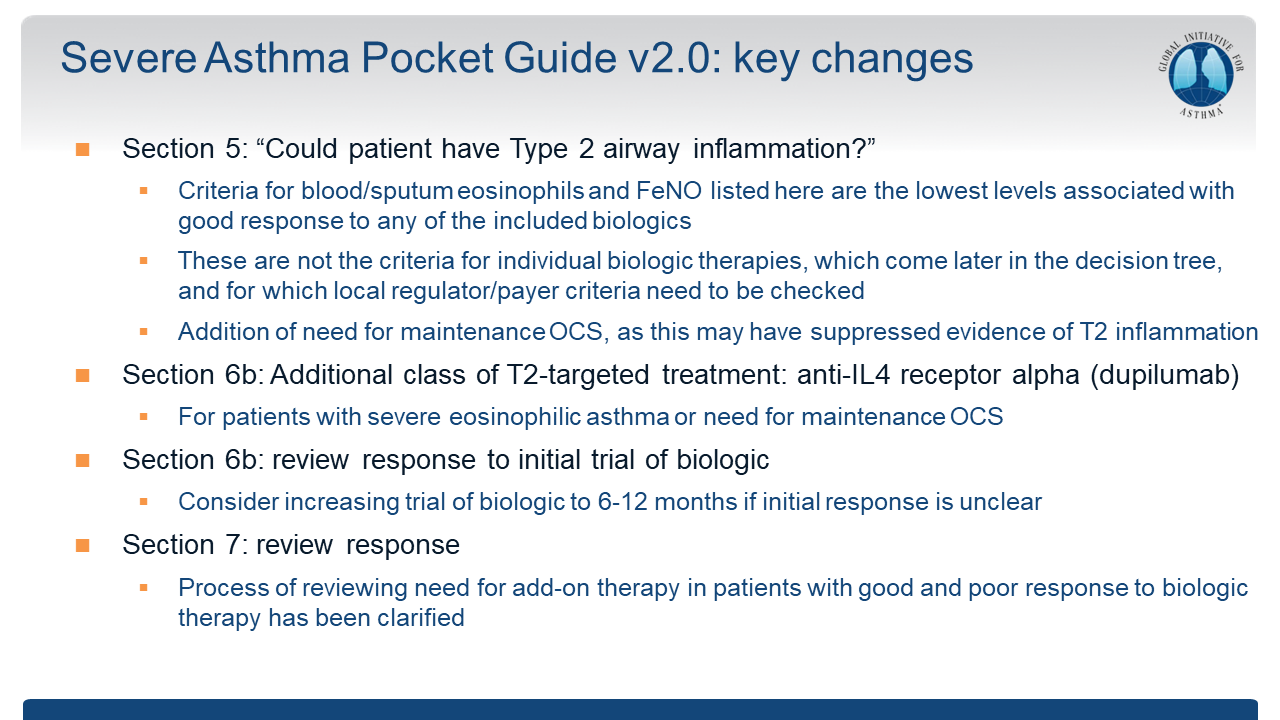 Severe Asthma Pocket Guide v2.0: key changes
GLOBAL INITIATIVE FOR
ASTHMA
Section 5: “Could patient have Type 2 airway inflammation?”
Criteria for blood/sputum eosinophils and FeNO listed here are the lowest levels associated with
good response to any of the included biologics
These are not the criteria for individual biologic therapies, which come later in the decision tree,
and for which local regulator/payer criteria need to be checked
Addition of need for maintenance OCS, as this may have suppressed evidence of T2 inflammation
Section 6b: Additional class of T2-targeted treatment: anti-IL4 receptor alpha (dupilumab)
For patients with severe eosinophilic asthma or need for maintenance OCS
Section 6b: review response to initial trial of biologic
Consider increasing trial of biologic to 6-12 months if initial response is unclear
Section 7: review response
Process of reviewing need for add-on therapy in patients with good and poor response to biologic
therapy has been clarified